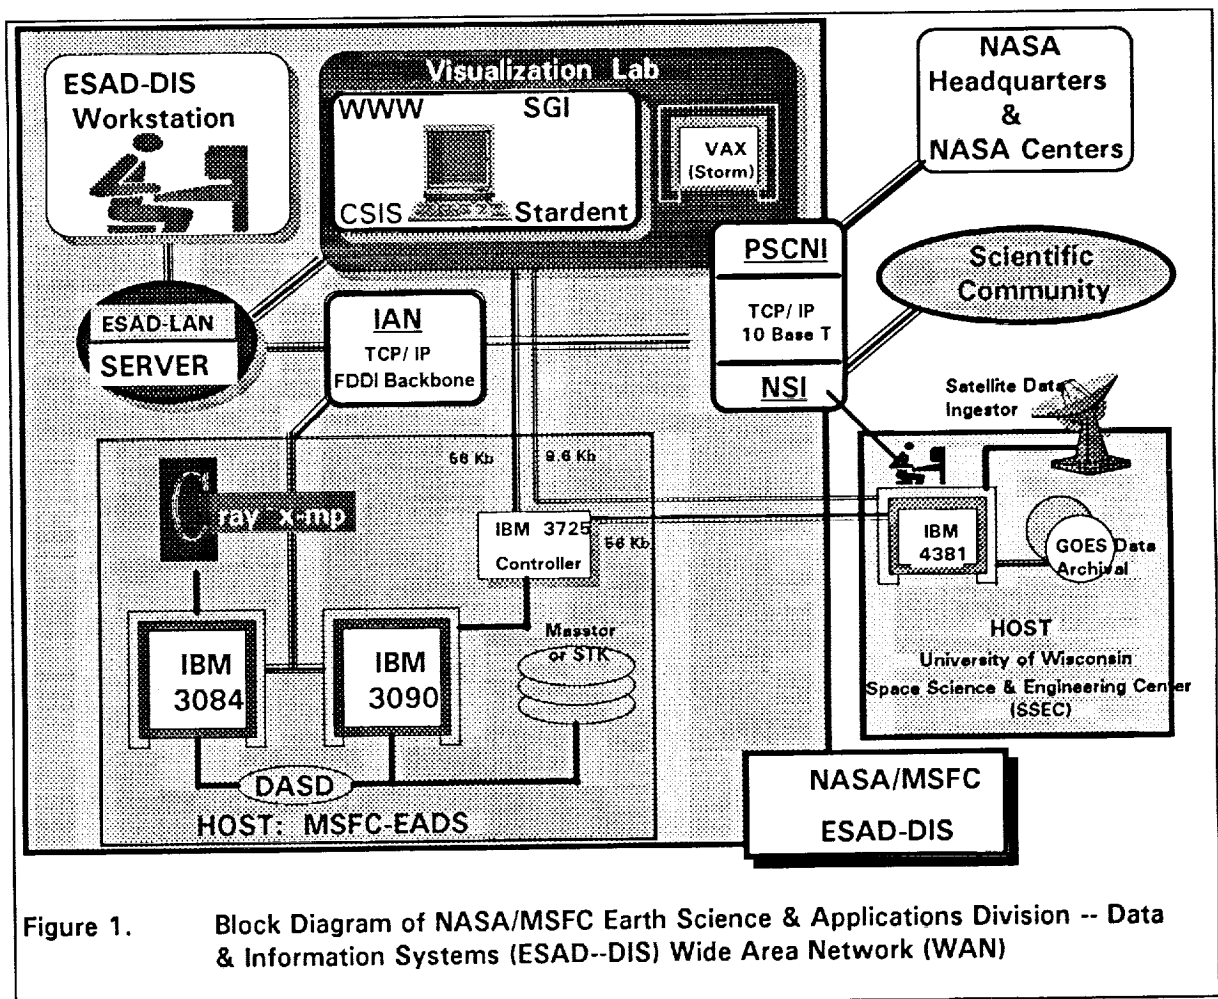 ESAD-DIS
Workstation
Visualization Lab
WWW SGI
CSIS Stardent
VAX
(Storm)
NASA
Headquarters
&
NASA Centers
PSCNI
TCP/ IP
10 Base T
NSI
Scientific
Community
ESAD-LAN
SERVER
IAN
TCP/ IP
FDDI Backbone
Satellite Data
Ingestor
56 Kb
9.6 Kb
Cray x-mp
IBM 3725
Controller
56 Kb
IBM
4381
GOES Data
Archival
IBM
3084
IBM
3090
Masstor
or STK
HOST
University of Wisconsin
Space Science & Engineering Center
(SSEC)
DASD
HOST: MSFC-EADS
NASA/MSFC
ESAD-DIS
Figure 1. Block Diagram of NASA/MSFC Earth Science & Applications Division -- Data
& Information Systems (ESAD--DIS) Wide Area Network (WAN)